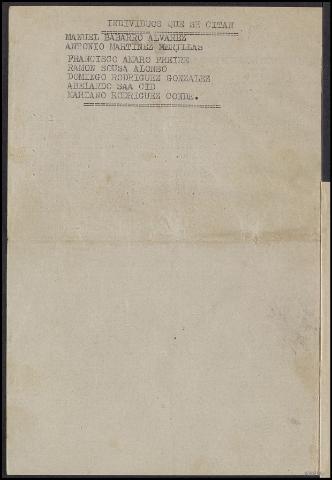 INDIVIDUOS QUE SE CITAN
MANUEL BABARRO ALVAREZ
ANTONIO MARTINEZ
FRANCISCO AMARO FREIRE
RAMON SOUSA ALONSO
DOMINGO RODRIGUEZ GONZALEZ
ABELARDO SAA CID
MARIANO RODRIGUEZ CONDE.